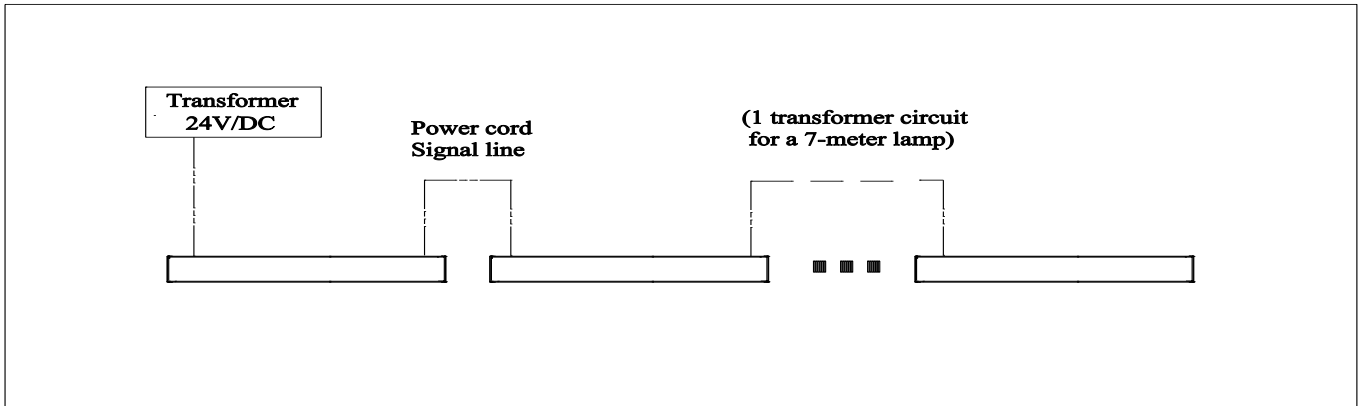 Transformer
24V/DC
Power cord
Signal line
(1 transformer circuit
for a 7-meter lamp)